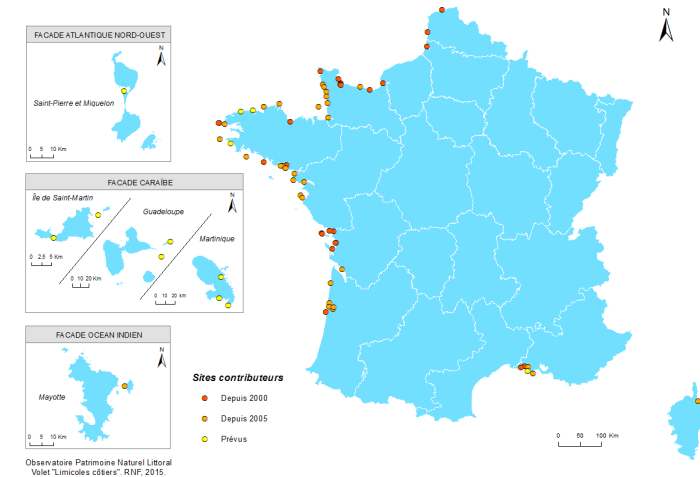 FACADE ATLANTIQUE NORD-OUEST
N
Saint-Pierre et Miquelon
0 5 10 Km
FACADE CARAÏBE
Île de Saint-Martin
N
Guadeloupe
Martinique
0 2,5 5 Km
0 10 20 Km
0 10 20 Km
FACADE OCEAN INDIEN
N
Mayotte
0 5 10 Km
Observatoire Patrimoine Naturel Littoral
Volet "Limicoles côtiers". RNF, 2015.
Sites contributeurs
Depuis 2000
Depuis 2005
Prévus
N
0 50 100 Km